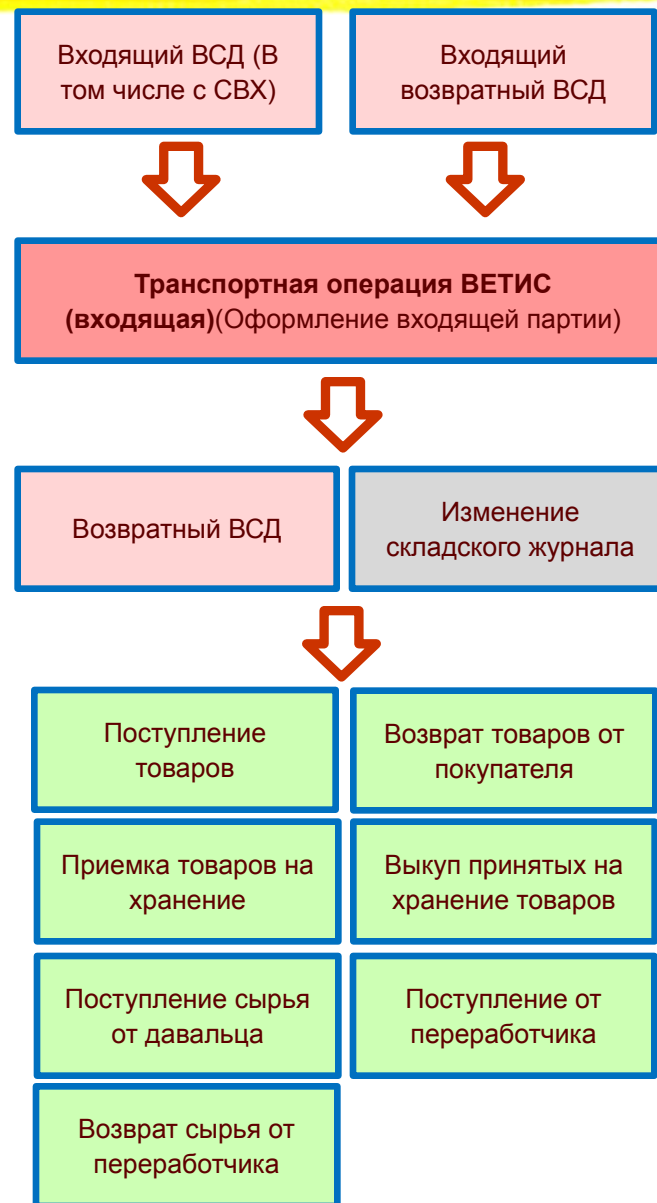 Входящий ВСД (В
том числе с СВХ)
Входящий
возвратный ВСД
Транспортная операция ВЕТИС
(входящая)(Оформление входящей партии)
Возвратный ВСД
Изменение
складского журнала
Поступление
товаров
Возврат товаров от
покупателя
Приемка товаров на
хранение
Выкуп принятых на
хранение товаров
Поступление сырья
от давальца
Поступление от
переработчика
Возврат сырья от
переработчика